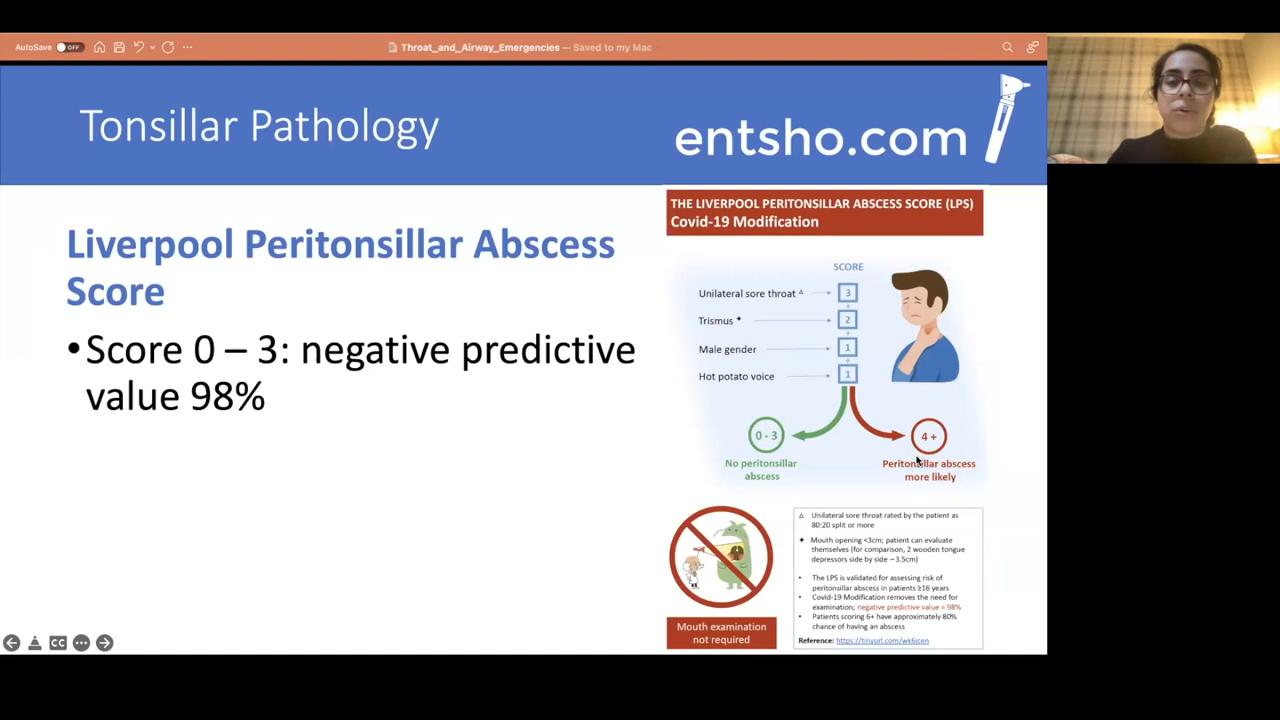 AutoSave OFF
Throat_and_Airway_Emergencies — Saved to my Mac
Tonsillar Pathology
entsho.com
Liverpool Peritonsillar Abscess
Score
•Score 0 – 3: negative predictive
value 98%
THE LIVERPOOL PERITONSILLAR ABSCESS SCORE (LPS)
Covid-19 Modification
SCORE
Unilateral sore throat △ 3
+
Trismus ✦ 2
+
Male gender 1
+
Hot potato voice 1
0 - 3
4 +
No peritonsillar
abscess
Peritonsillar abscess
more likely
Mouth examination
not required
△ Unilateral sore throat rated by the patient as
80:20 split or more
✦ Mouth opening <3cm; patient can evaluate
themselves (for comparison, 2 wooden tongue
depressors side by side ~3.5cm)
• The LPS is validated for assessing risk of
peritonsillar abscess in patients ≥16 years
• Covid-19 Modification removes the need for
examination; negative predictive value = 98%
• Patients scoring 6+ have approximately 80%
chance of having an abscess
Reference: https://tinyurl.com/wk6jcen
CC